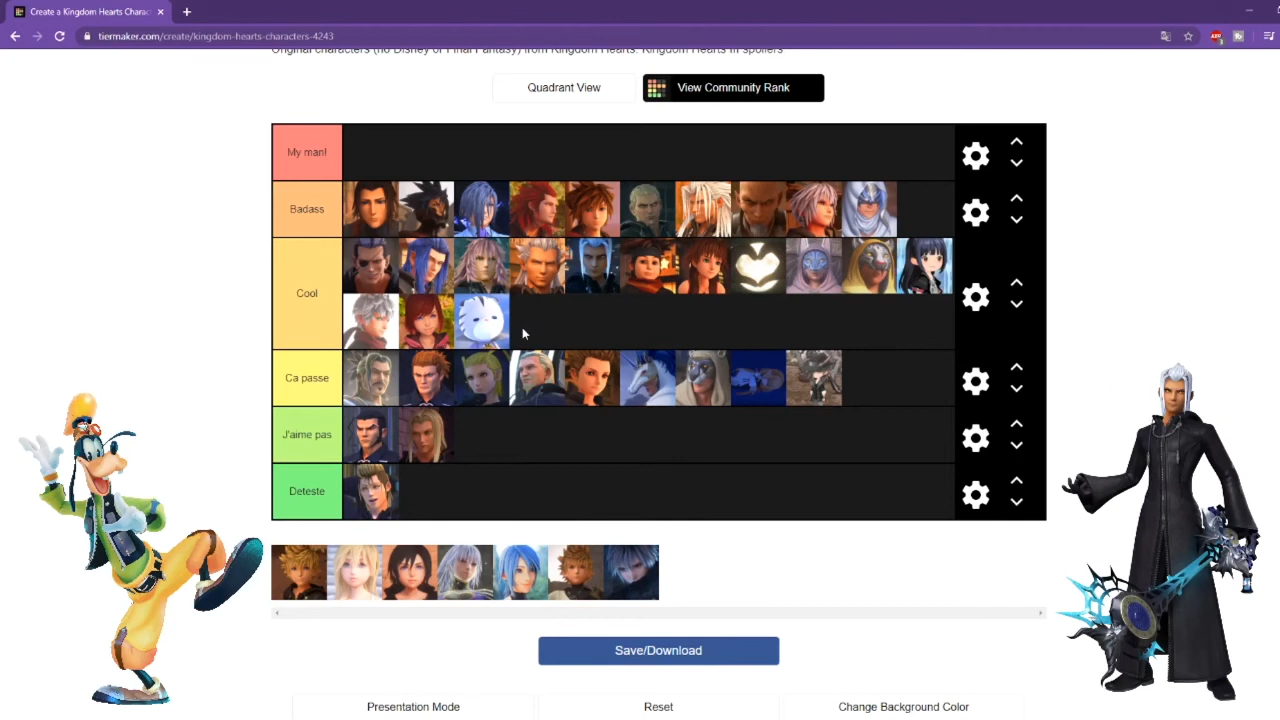 Create a Kingdom Hearts Charac
tiermaker.com/create/kingdom-hearts-characters-4243
Original characters (no Disney or Final Fantasy) from Kingdom Hearts. Kingdom Hearts III spoilers
Quadrant View
View Community Rank
My man!
Badass
Cool
Ca passe
J'aime pas
Deteste
Save/Download
Presentation Mode
Reset
Change Background Color